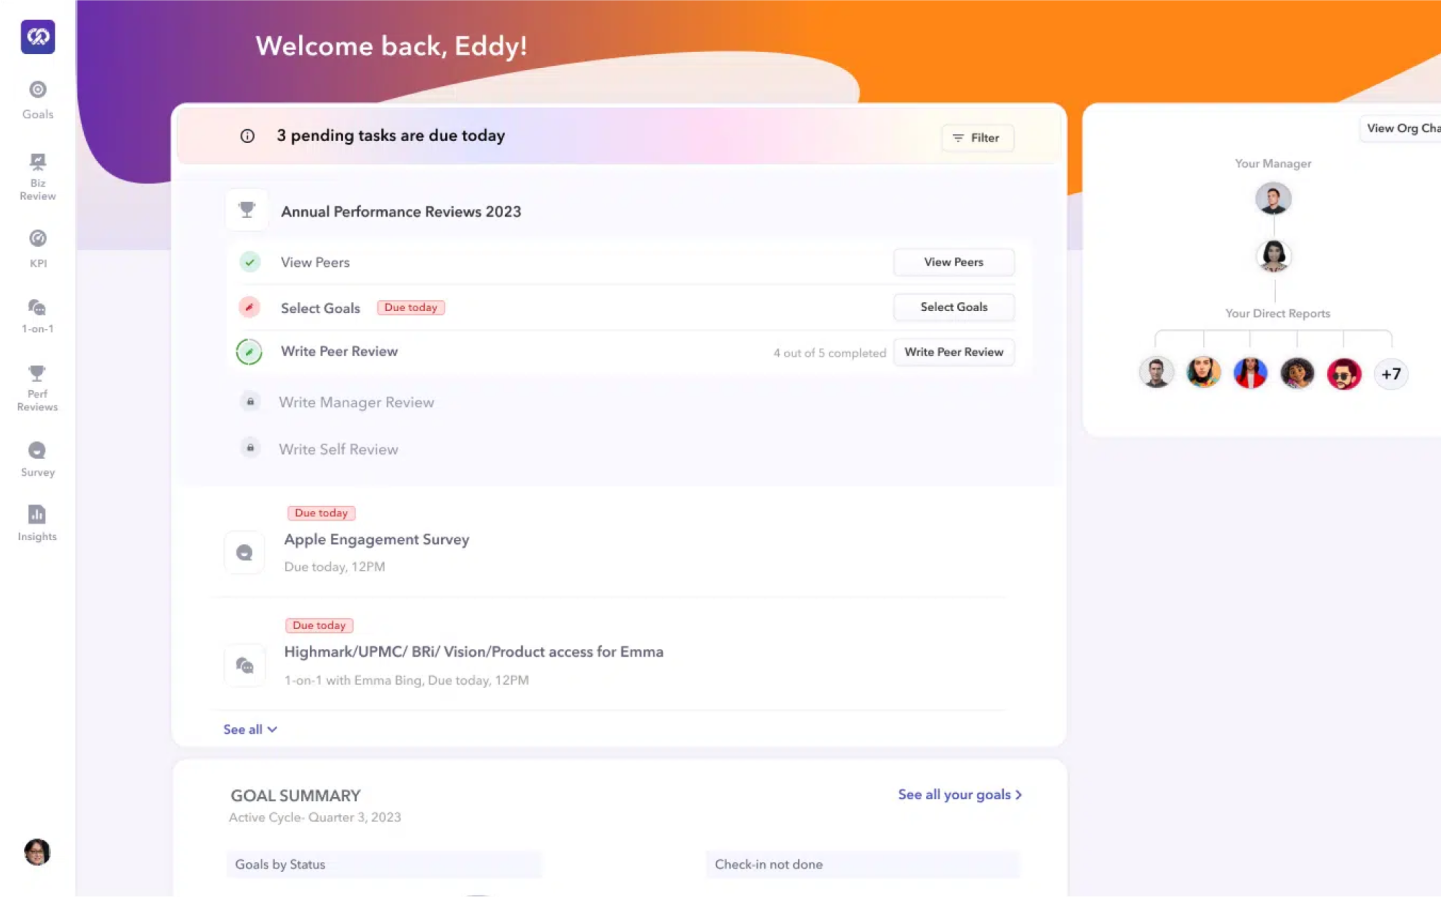 Welcome back, Eddy!
Goals
Biz
Review
KPI
1-on-1
Perf
Reviews
Survey
Insights
3 pending tasks are due today
Filter
Annual Performance Reviews 2023
View Peers
View Peers
Select Goals
Due today
Select Goals
Write Peer Review
4 out of 5 completed
Write Peer Review
Write Manager Review
Write Self Review
Due today
Apple Engagement Survey
Due today, 12PM
Due today
Highmark/UPMC/ BRi/ Vision/Product access for Emma
1-on-1 with Emma Bing, Due today, 12PM
See all
GOAL SUMMARY
See all your goals
Active Cycle- Quarter 3, 2023
Goals by Status
Check-in not done
View Org Cha
Your Manager
Your Direct Reports
+7